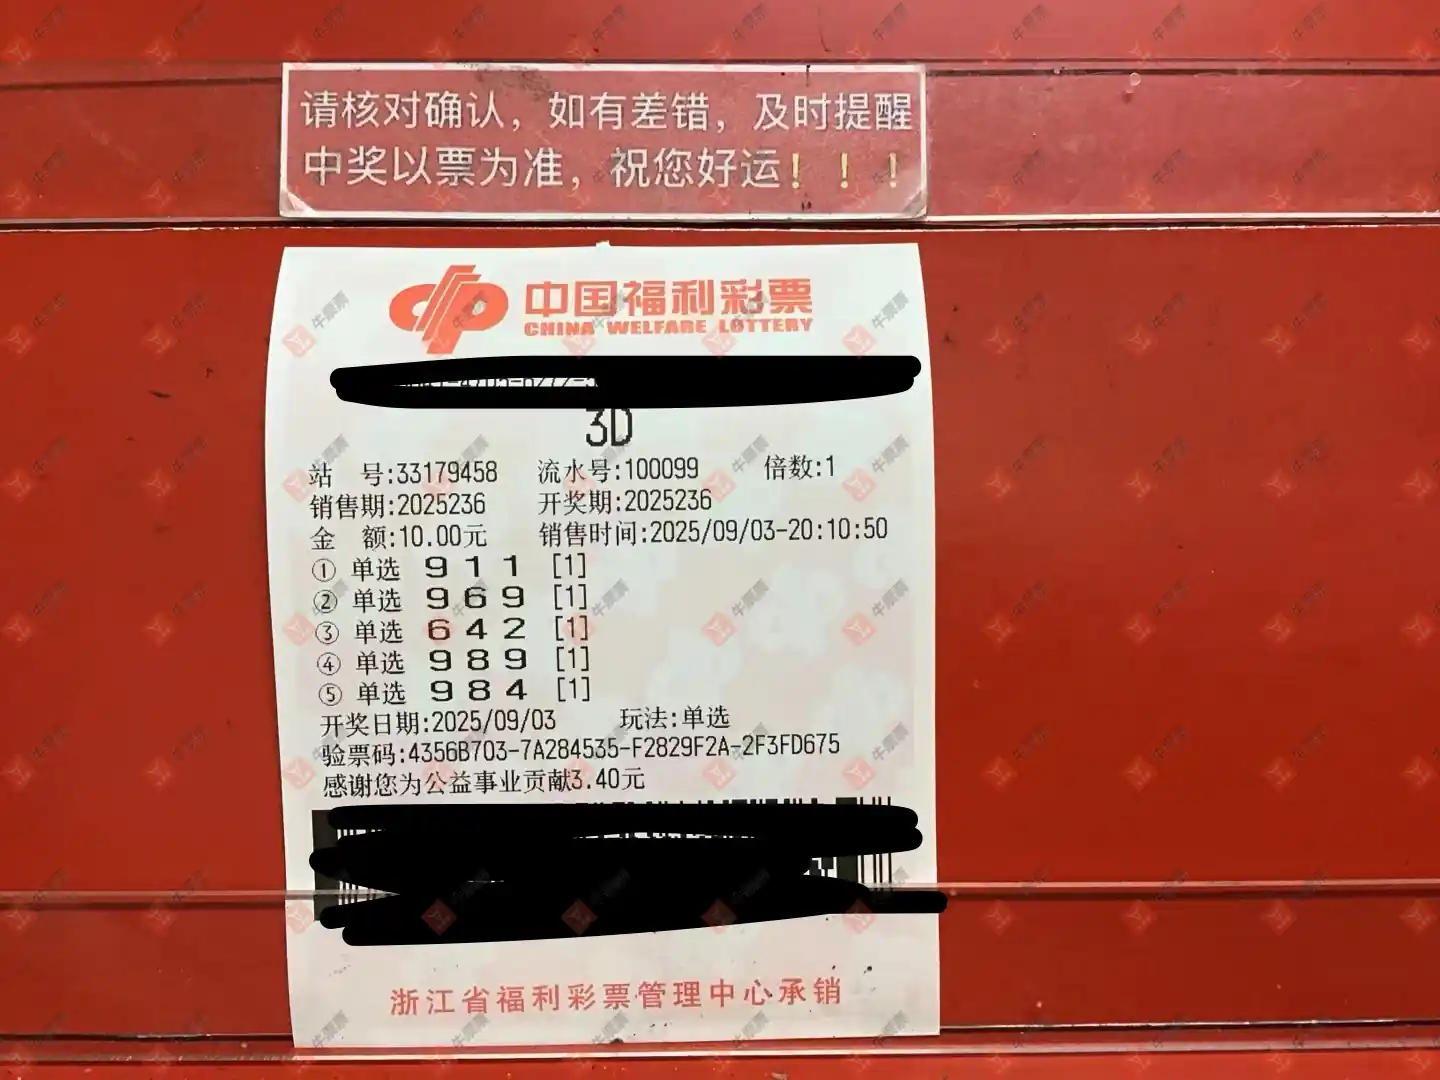 请核对确认，如有差错，及时提醒
中奖以票为准，祝您好运！！！
中国福利彩票
CHINA WELFARE LOTTERY
3D
站 号:33179458 流水号:100099 倍数:1
销售期:2025236 开奖期:2025236
金 额:10.00元 销售时间:2025/09/03-20:10:50
① 单选 9 1 1 [1]
② 单选 9 6 9 [1]
③ 单选 6 4 2 [1]
④ 单选 9 8 9 [1]
⑤ 单选 9 8 4 [1]
开奖日期:2025/09/03 玩法:单选
验票码:4356B703-7A284535-F2829F2A-2F3FD675
感谢您为公益事业贡献3.40元
浙江省福利彩票管理中心承销
牛票票